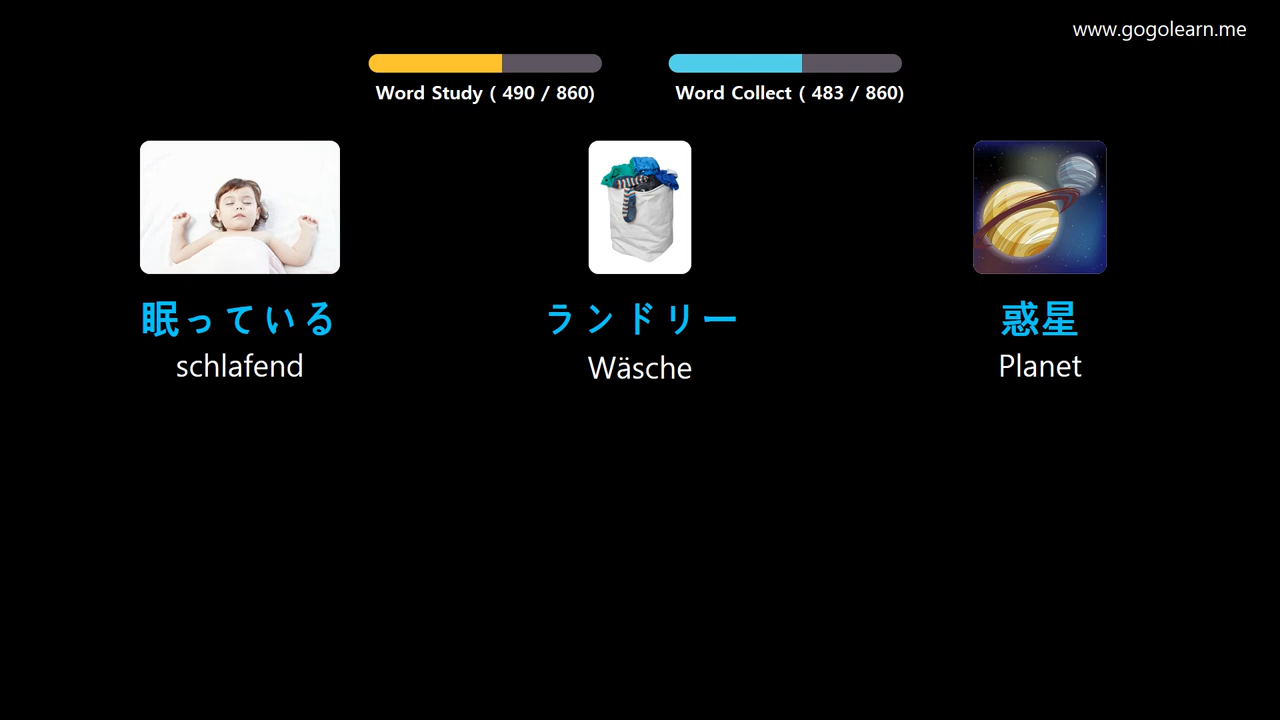 www.gogolearn.me
Word Study ( 490 / 860)
Word Collect ( 483 / 860)
眠っている
ランドリー
惑星
schlafend
Wäsche
Planet